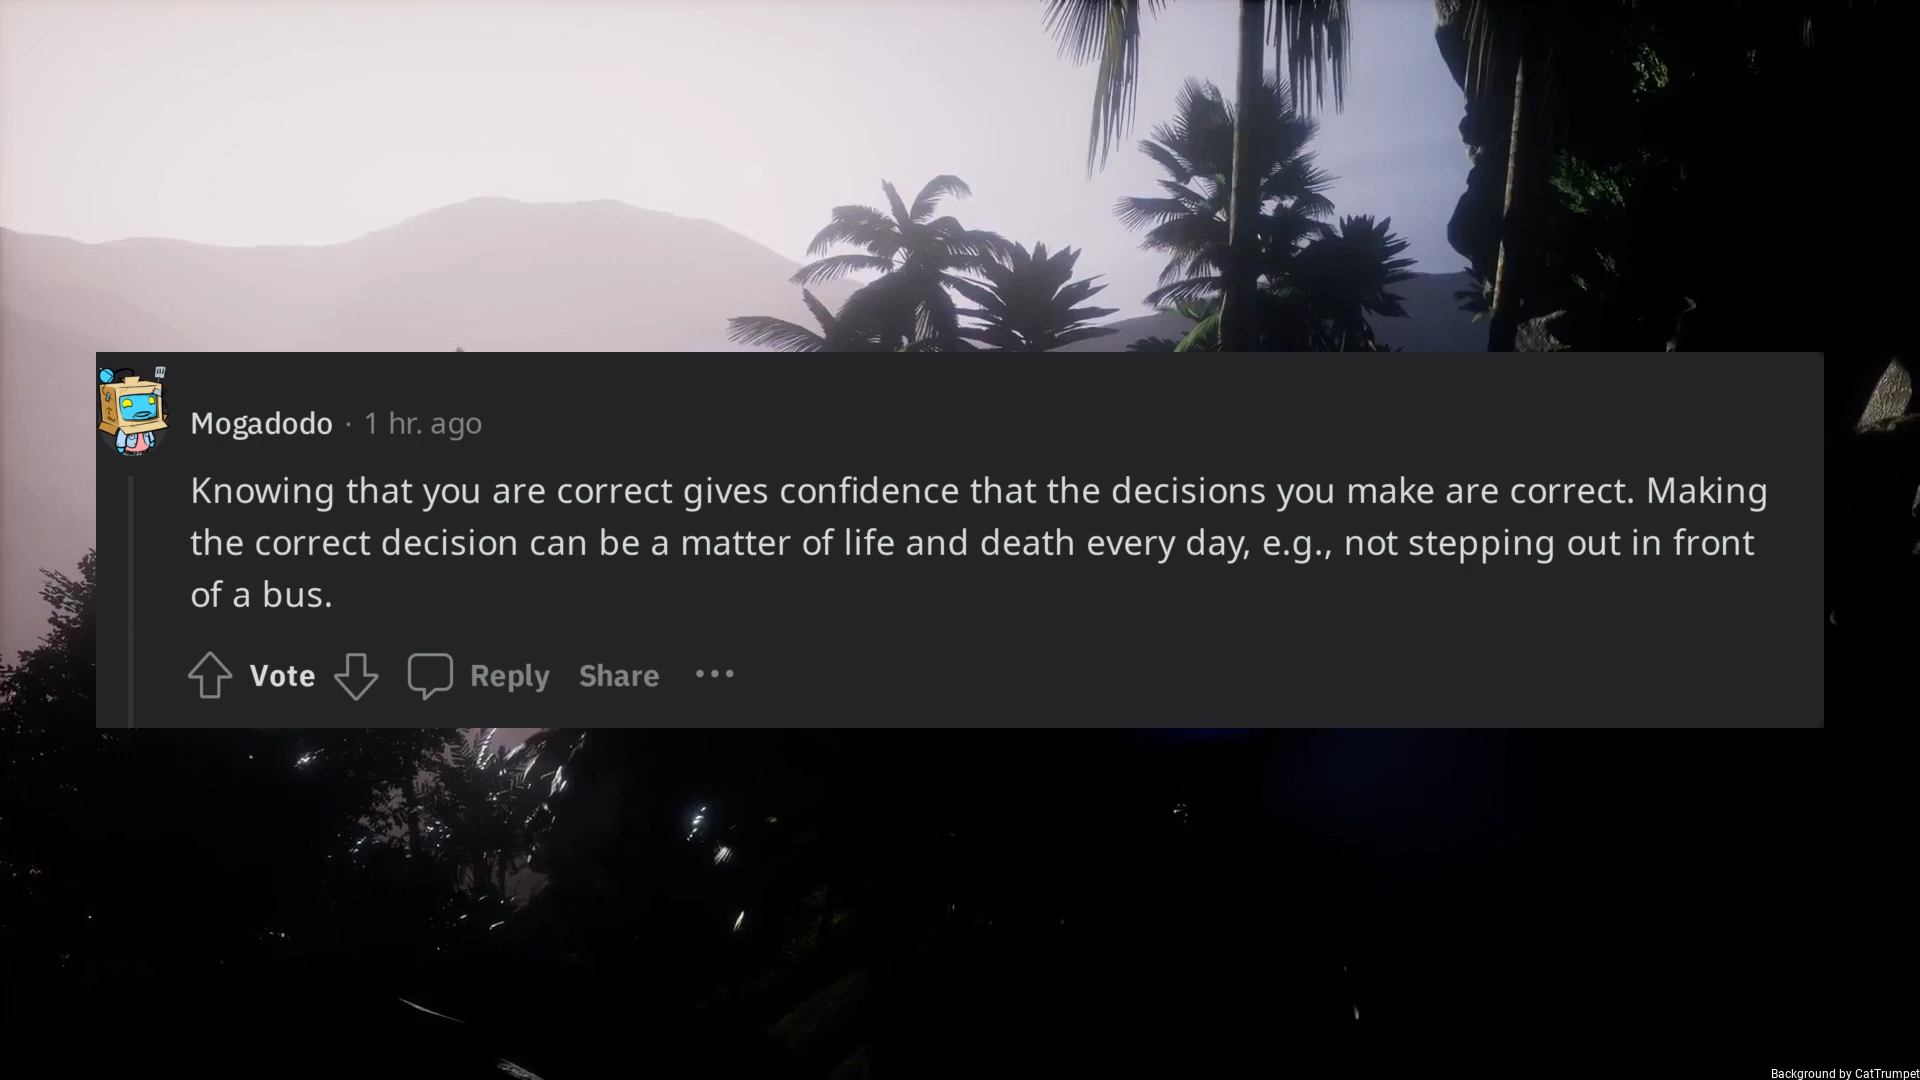 Mogadodo · 1 hr. ago
Knowing that you are correct gives confidence that the decisions you make are correct. Making
the correct decision can be a matter of life and death every day, e.g., not stepping out in front
of a bus.
Vote Reply Share ···
Background by CatTrumpet